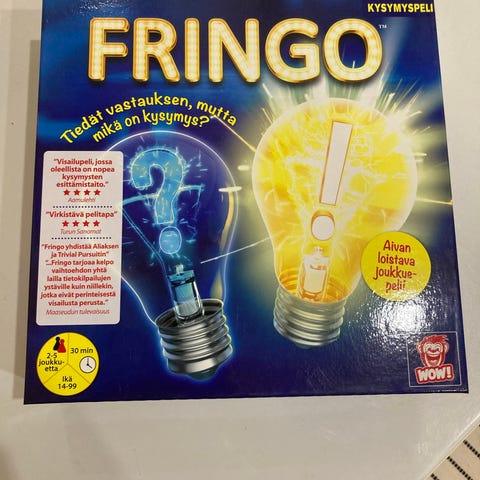 KYSYMYSPELI
FRINGO™
Tiedät vastauksen, mutta
mikä on kysymys?
"Visailupeli, jossa
oleellista on nopea
kysymysten
esittämistaito."
★★★★
Aamulehti
"Virkistävä pelitapa"
★★★★
Turun Sanomat
"Fringo yhdistää Aliaksen
ja Trivial Pursuitin"
"...Fringo tarjoaa kelpo
vaihtoehdon yhtä
lailla tietokilpailujen
ystäville kuin niillekin,
jotka eivät perinteisestä
visailusta perusta."
Maaseudun tulevaisuus
?
!
Aivan
loistava
joukkue-
peli!
2-5
joukku-
etta
30 min
Ikä
14-99
WOW!